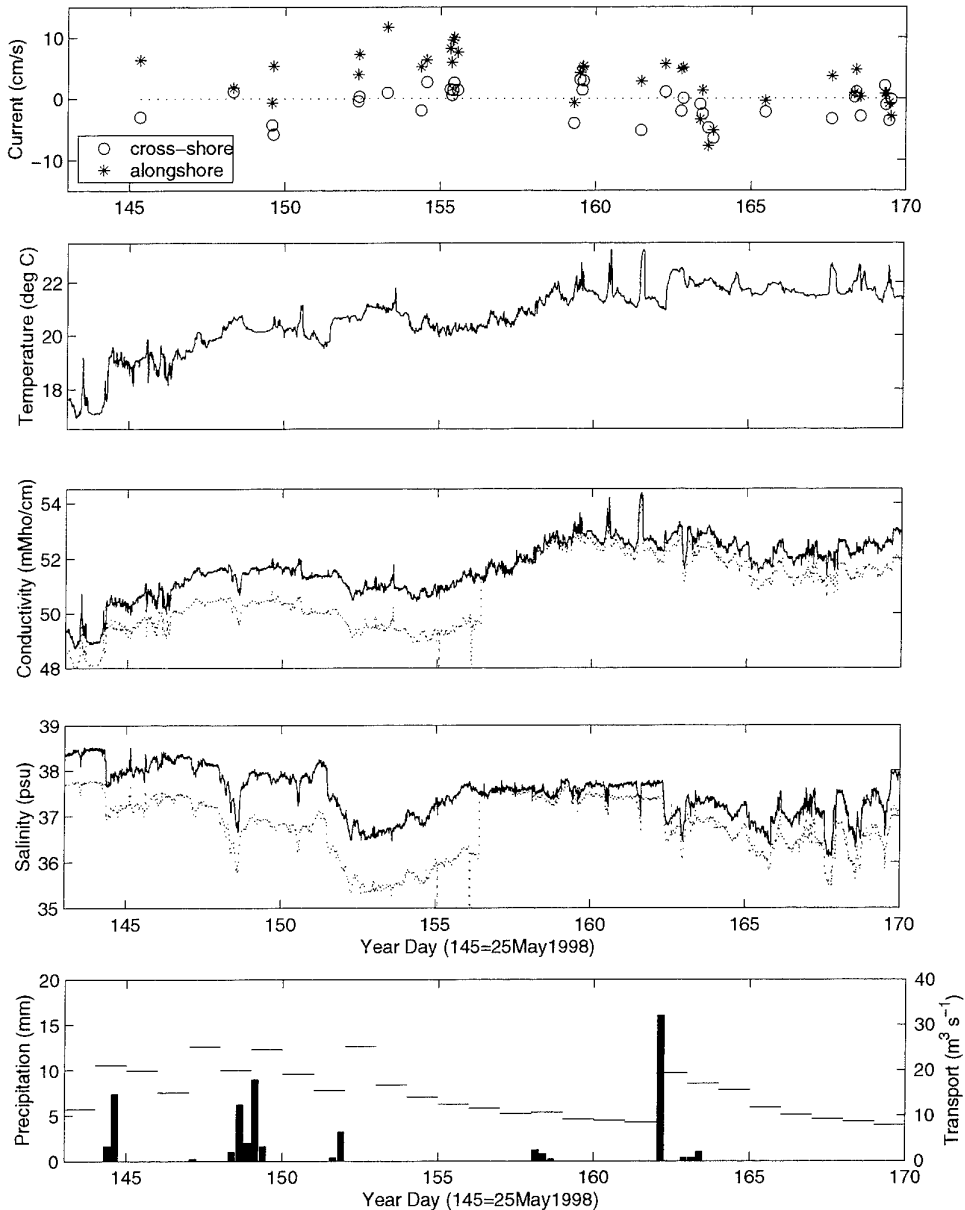 Current (cm/s)
10
0
−10
cross−shore
alongshore
145 150 155 160 165 170
Temperature (deg C)
22
20
18
Conductivity (mMho/cm)
54
52
50
48
Salinity (psu)
39
38
37
36
35
145 150 155 160 165 170
Year Day (145=25May1998)
Precipitation (mm)
20
15
10
5
0
Transport (m³ s⁻¹)
40
30
20
10
0
145 150 155 160 165 170
Year Day (145=25May1998)